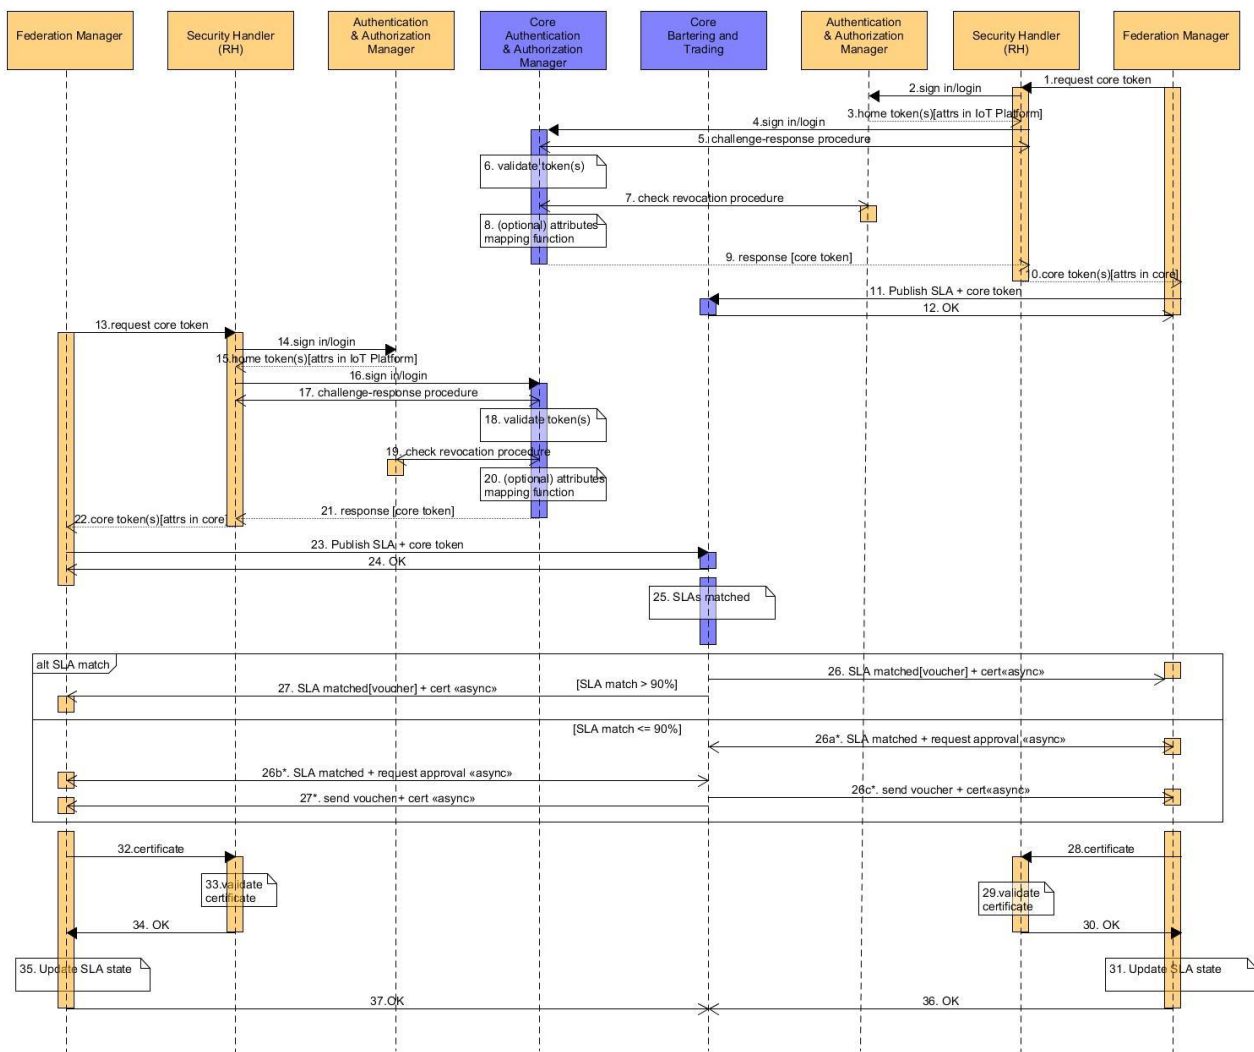 Federation Manager
Security Handler
(RH)
Authentication
& Authorization
Manager
Core
Authentication
& Authorization
Manager
Core
Bartering and
Trading
Authentication
& Authorization
Manager
Security Handler
(RH)
Federation Manager
1.request core token
2.sign in/login
3.home token(s)[attrs in IoT Platform]
4.sign in/login
5. challenge-response procedure
6. validate token(s)
7. check revocation procedure
8. (optional) attributes
mapping function
9. response [core token]
10.core token(s)[attrs in core]
11. Publish SLA + core token
12. OK
13.request core token
14.sign in/login
15.home token(s)[attrs in IoT Platform]
16.sign in/login
17. challenge-response procedure
18. validate token(s)
19. check revocation procedure
20. (optional) attributes
mapping function
21. response [core token]
22.core token(s)[attrs in core]
23. Publish SLA + core token
24. OK
25. SLAs matched
alt SLA match
26. SLA matched[voucher] + cert«async»
[SLA match > 90%]
27. SLA matched[voucher] + cert «async»
[SLA match <= 90%]
26a*. SLA matched + request approval «async»
26b*. SLA matched + request approval «async»
26c*. send voucher + cert«async»
27*. send voucher + cert «async»
32.certificate
28.certificate
33.validate
certificate
29.validate
certificate
34. OK
30. OK
35. Update SLA state
31. Update SLA state
37.OK
36. OK